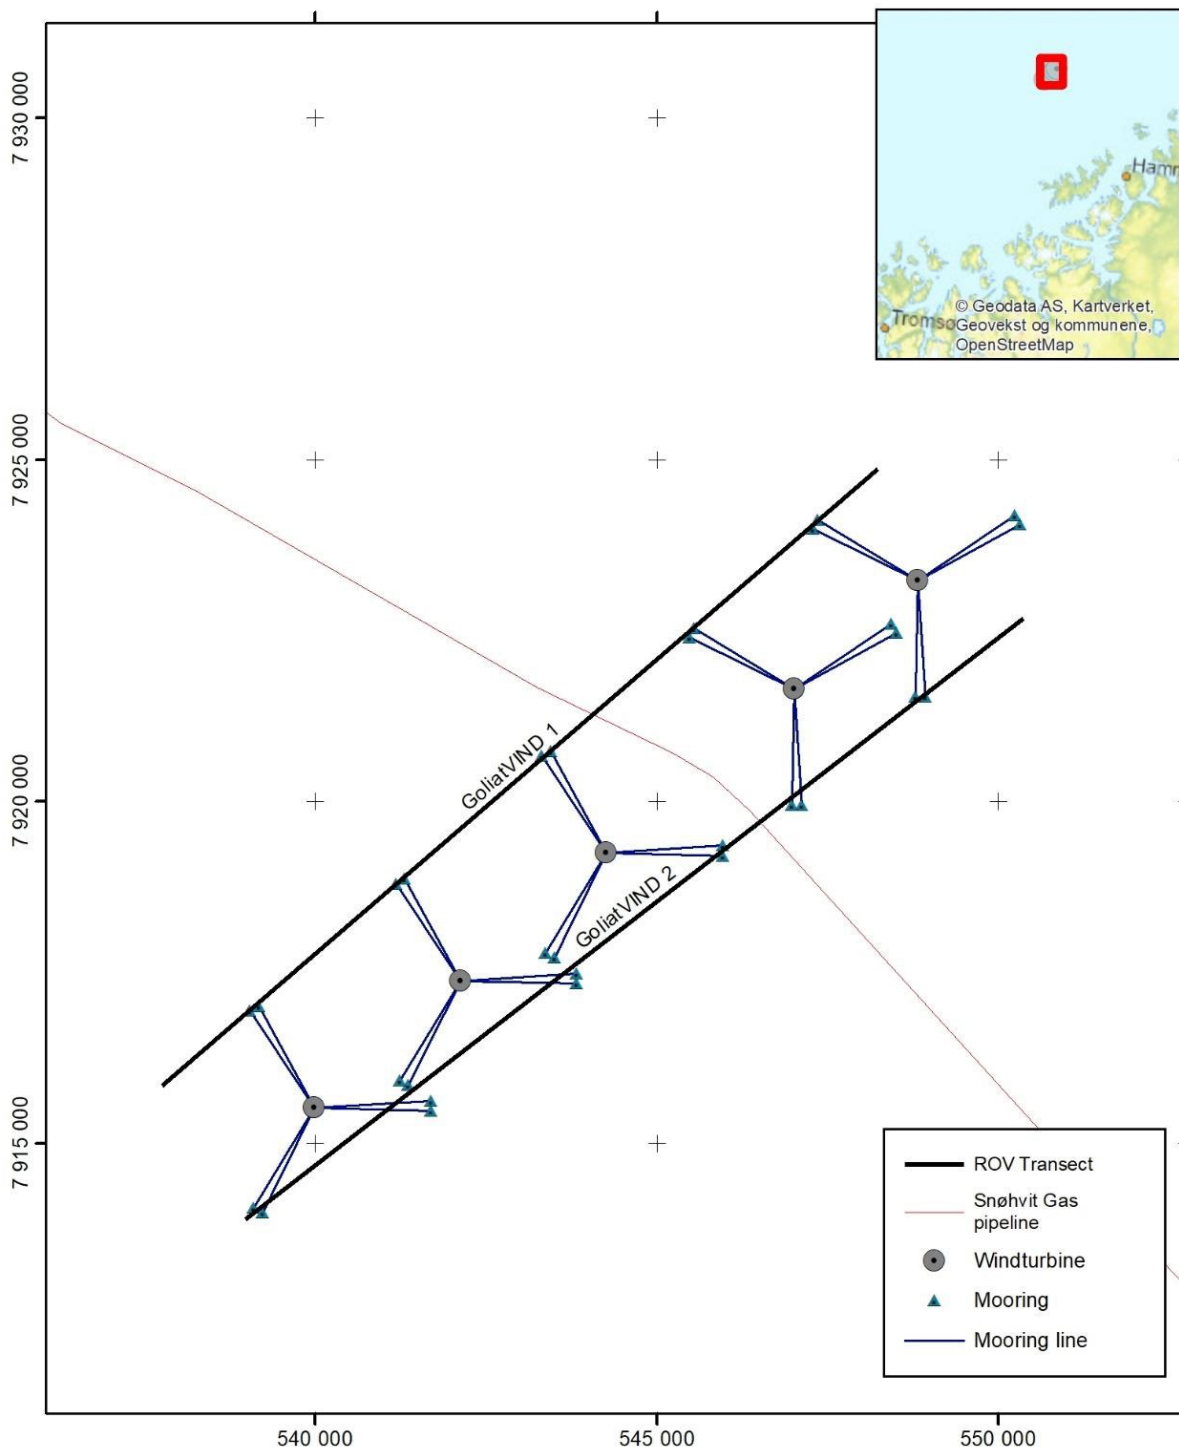 Hamm
Tromsø
© Geodata AS, Kartverket,
Geovekst og kommunene,
OpenStreetMap
7 930 000
7 925 000
7 920 000
7 915 000
GoliatVIND 1
GoliatVIND 2
ROV Transect
Snøhvit Gas
pipeline
Windturbine
Mooring
Mooring line
540 000
545 000
550 000